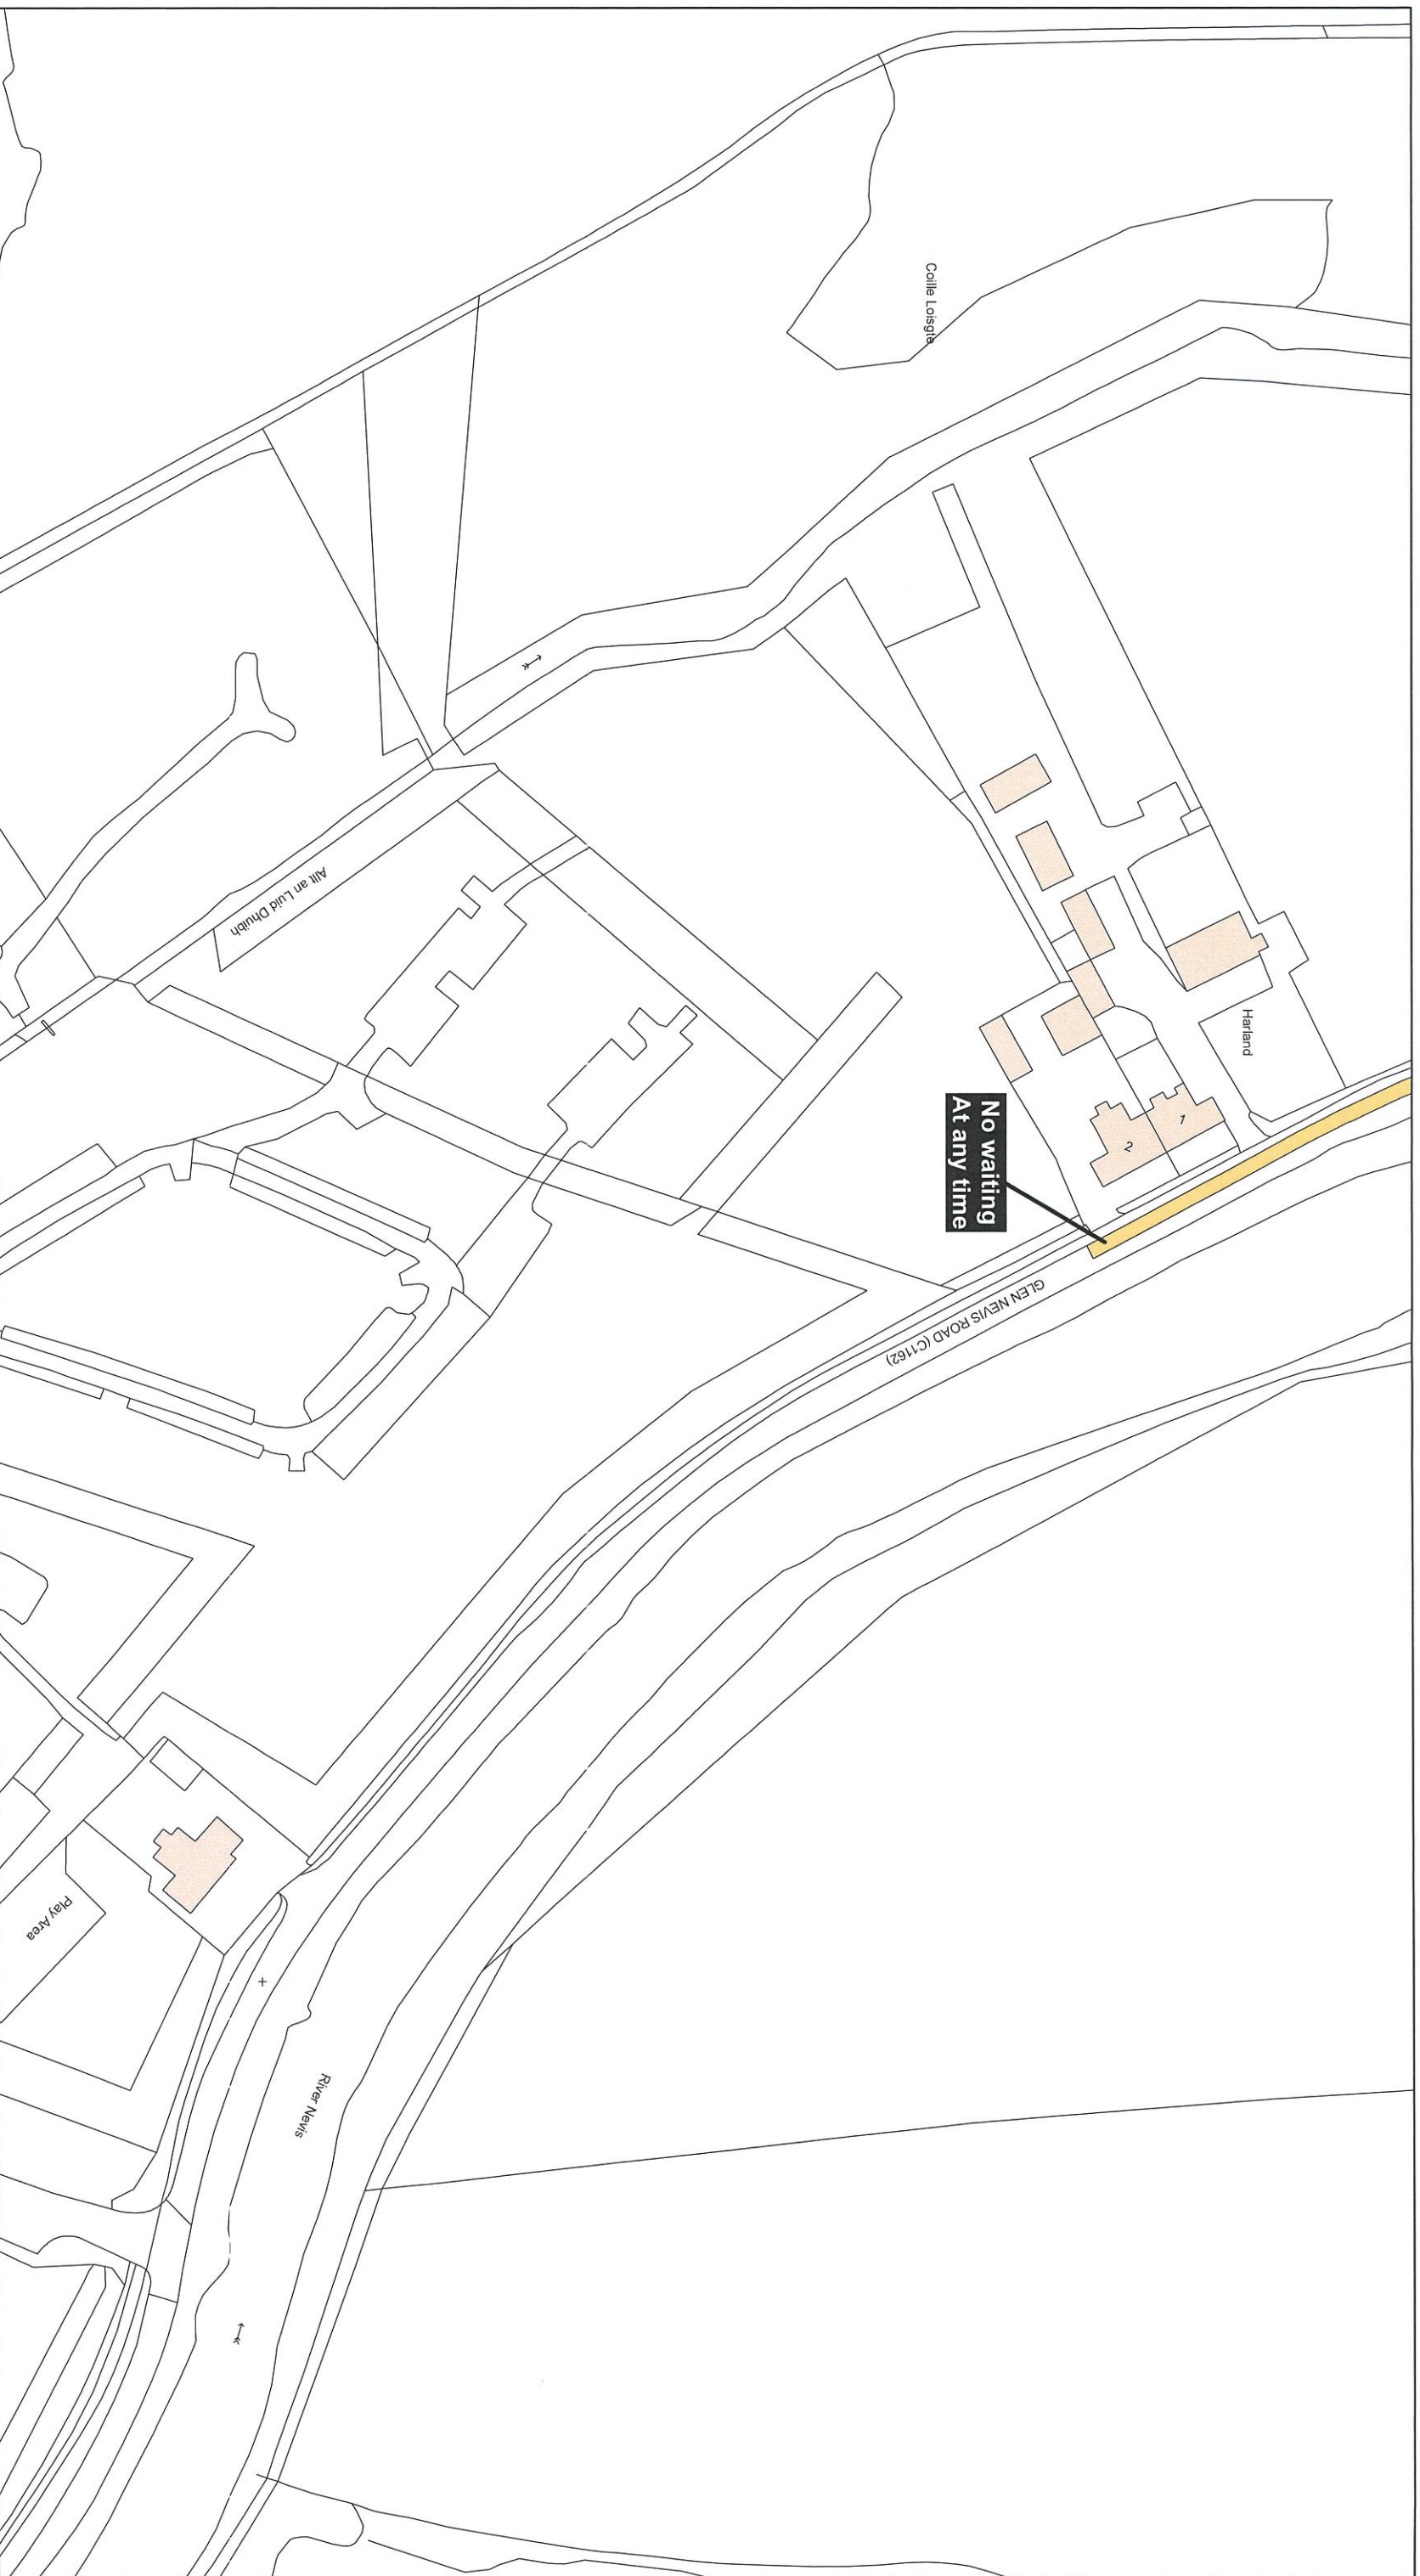 Coille Loisgte
Allt an Luid Dhuibh
Harland
1
2
No waiting
At any time
GLEN NEVIS ROAD (C1162)
Play Area
River Nevis